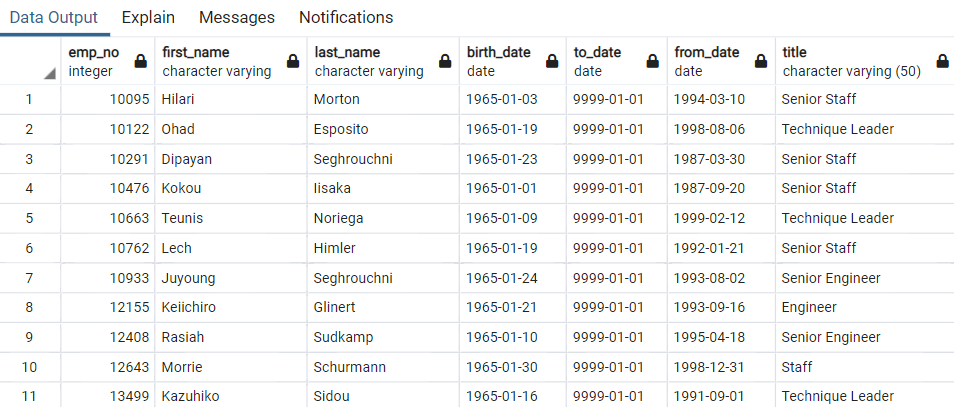 Data Output Explain Messages Notifications
emp_no first_name last_name birth_date to_date from_date title
integer character varying character varying date date date character varying (50)
1 10095 Hilari Morton 1965-01-03 9999-01-01 1994-03-10 Senior Staff
2 10122 Ohad Esposito 1965-01-19 9999-01-01 1998-08-06 Technique Leader
3 10291 Dipayan Seghrouchni 1965-01-23 9999-01-01 1987-03-30 Senior Staff
4 10476 Kokou Iisaka 1965-01-01 9999-01-01 1987-09-20 Senior Staff
5 10663 Teunis Noriega 1965-01-09 9999-01-01 1999-02-12 Technique Leader
6 10762 Lech Himler 1965-01-19 9999-01-01 1992-01-21 Senior Staff
7 10933 Juyoung Seghrouchni 1965-01-24 9999-01-01 1993-08-02 Senior Engineer
8 12155 Keiichiro Glinert 1965-01-21 9999-01-01 1993-09-16 Engineer
9 12408 Rasiah Sudkamp 1965-01-10 9999-01-01 1995-04-18 Senior Engineer
10 12643 Morrie Schurmann 1965-01-30 9999-01-01 1998-12-31 Staff
11 13499 Kazuhiko Sidou 1965-01-16 9999-01-01 1991-09-01 Technique Leader